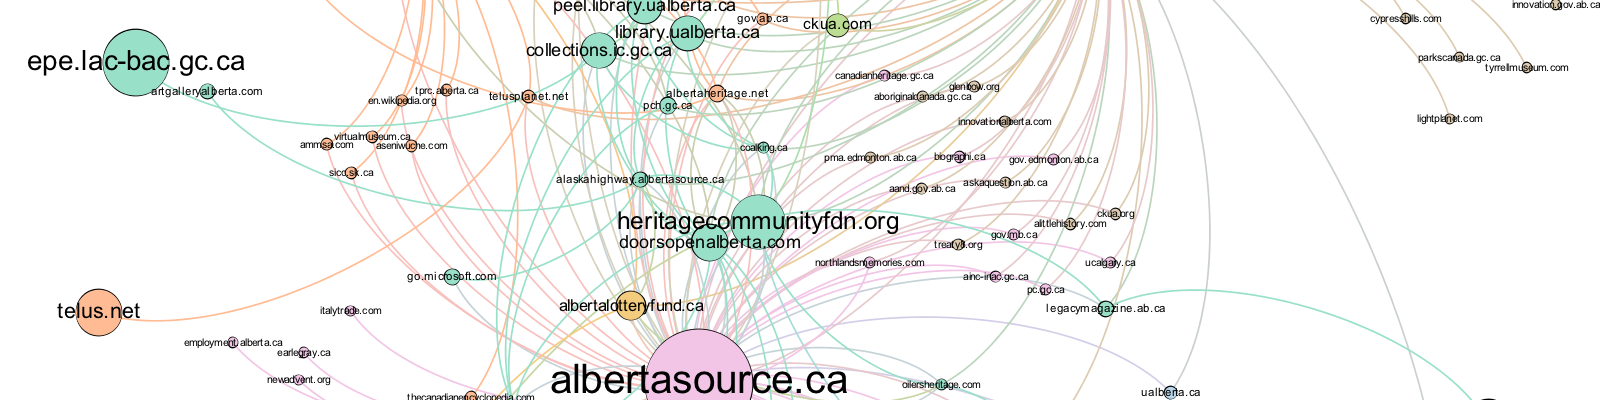 peel.library.ualberta.ca
innovation.gov.ab.ca
gov.ab.ca
cypresshills.com
ckua.com
library.ualberta.ca
collections.ic.gc.ca
epe.lac-bac.gc.ca
parkscanada.gc.ca
tyrrellmuseum.com
canadianheritage.gc.ca
glenbow.org
artgalleryalberta.com
tprc.alberta.ca
en.wikipedia.org
telusplanet.net
albertaheritage.net
aboriginalcanada.gc.ca
pch.gc.ca
lightplanet.com
innovationalberta.com
virtualmuseum.ca
ammsa.com
aseniwuche.com
coalking.ca
pma.edmonton.ab.ca
biographi.ca
gov.edmonton.ab.ca
sicc.sk.ca
alaskahighway.albertasource.ca
aand.gov.ab.ca
askaquestion.ab.ca
heritagecommunityfdn.org
ckua.org
alittlehistory.com
gov.mb.ca
doorsopenalberta.com
treaty8.org
northlandsmemories.com
ucalgary.ca
go.microsoft.com
ainc-inac.gc.ca
pc.gc.ca
telus.net
italytrade.com
albertalotteryfund.ca
legacymagazine.ab.ca
employment.alberta.ca
earlegray.ca
newadvent.org
albertasource.ca
oilersheritage.com
ualberta.ca
thecanadianencyclopedia.com